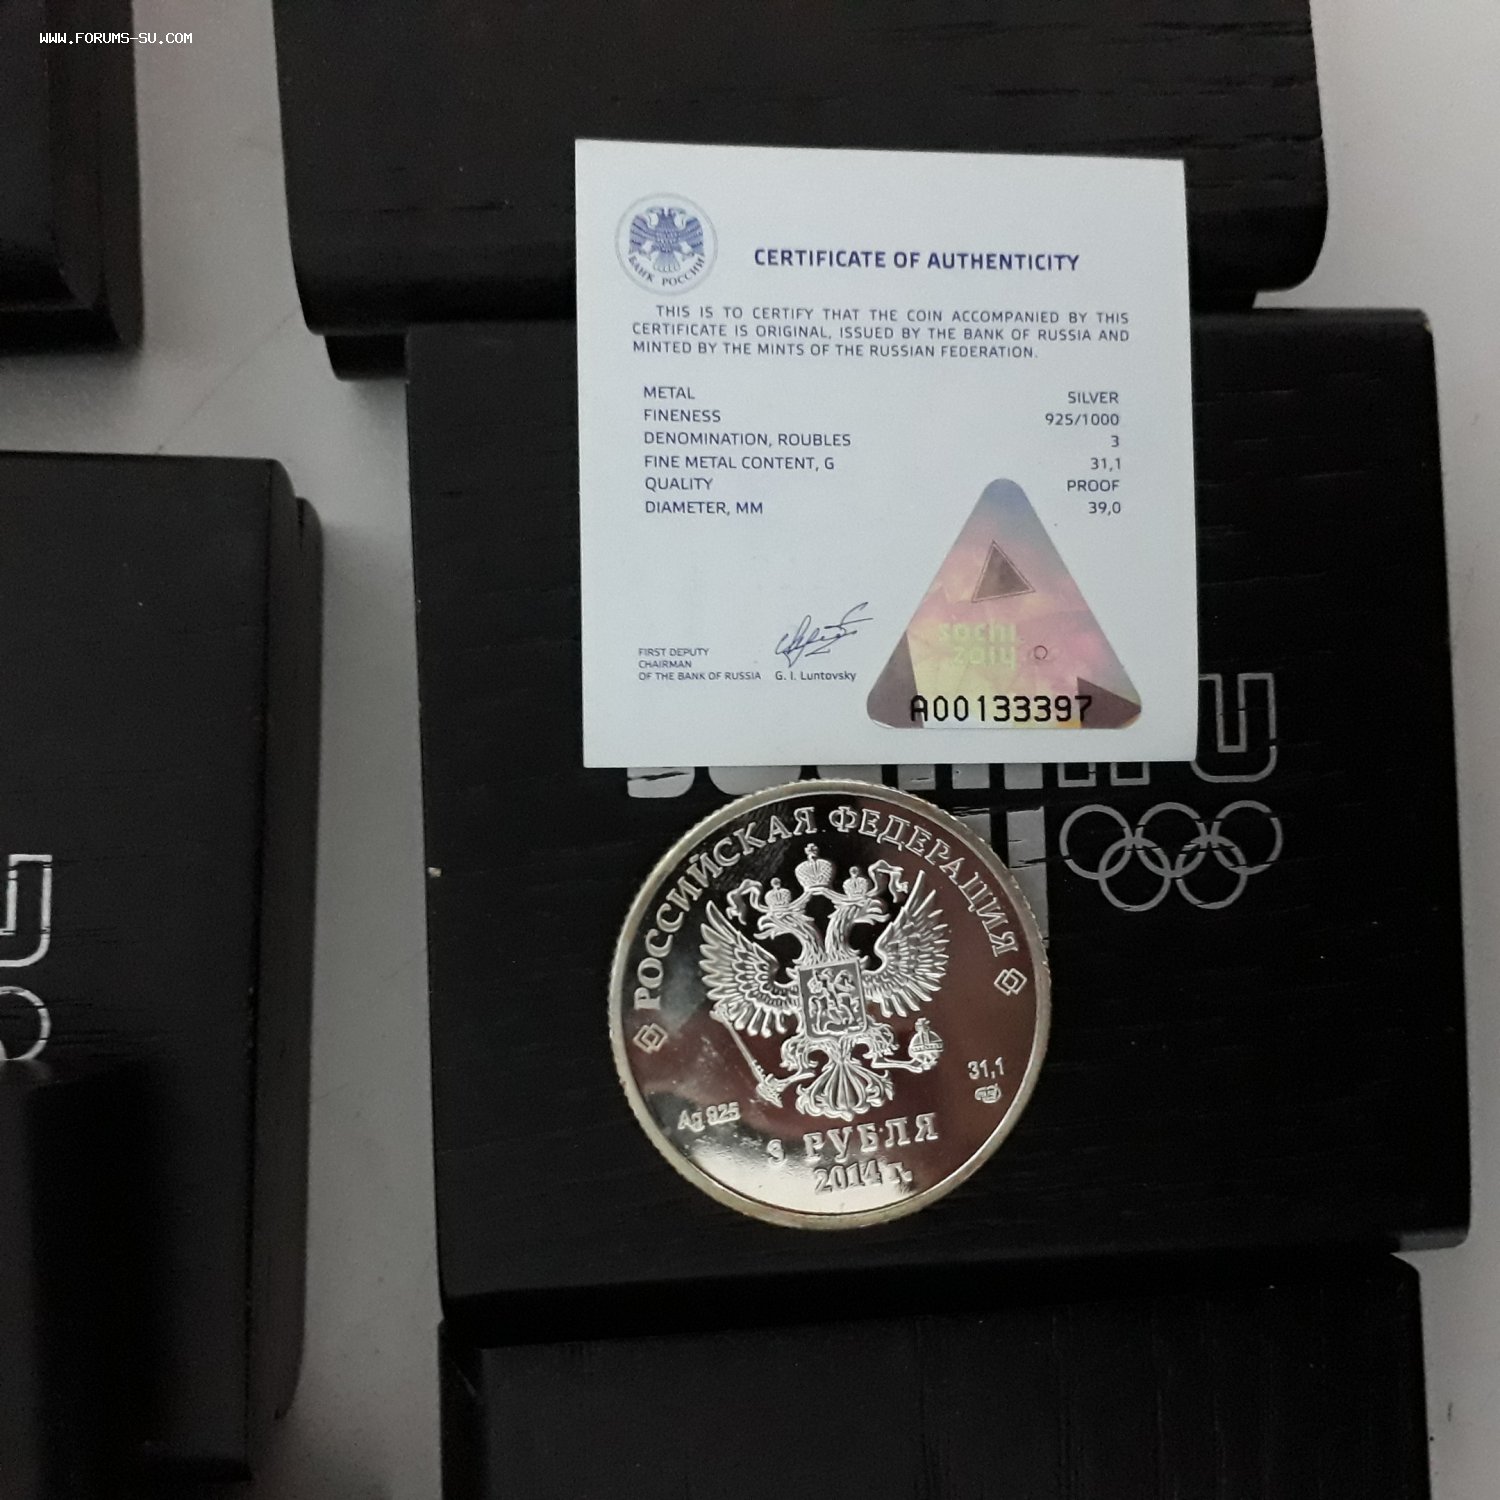 WWW.FORUMS-SU.COM
БАНК РОССИИ
CERTIFICATE OF AUTHENTICITY
THIS IS TO CERTIFY THAT THE COIN ACCOMPANIED BY THIS
CERTIFICATE IS ORIGINAL, ISSUED BY THE BANK OF RUSSIA AND
MINTED BY THE MINTS OF THE RUSSIAN FEDERATION.
METAL SILVER
FINENESS 925/1000
DENOMINATION, ROUBLES 3
FINE METAL CONTENT, G 31,1
QUALITY PROOF
DIAMETER, MM 39,0
sochi
2014
FIRST DEPUTY
CHAIRMAN
OF THE BANK OF RUSSIA G. I. Luntovsky
A00133397
РОССИЙСКАЯ ФЕДЕРАЦИЯ
31,1
Ag 925
3 РУБЛЯ
2014 г.